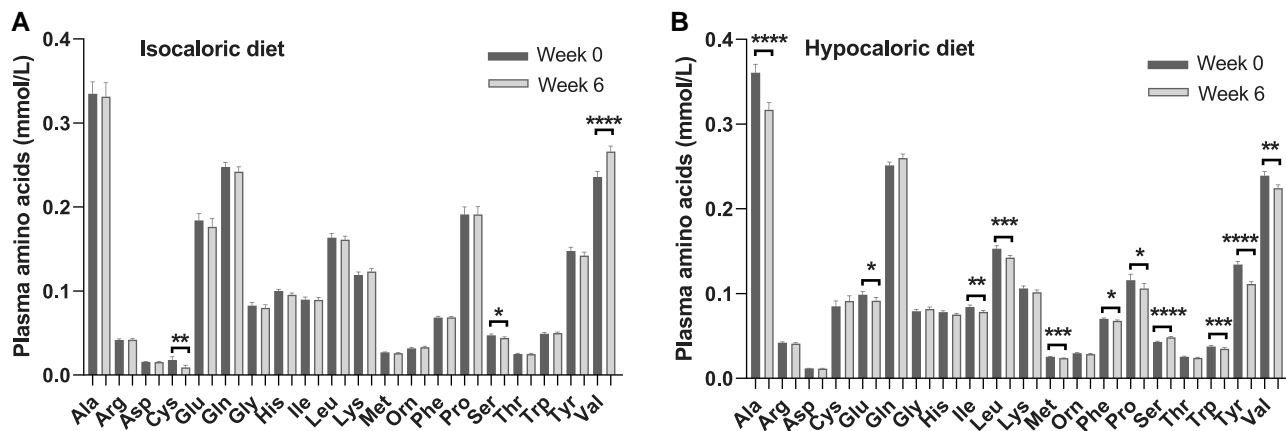 A
Isocaloric diet
Week 0
Week 6
Plasma amino acids (mmol/L)
0.4
0.3
0.2
0.1
0.0
**
*
****
Ala Arg Asp Cys Glu Gln Gly His Ile Leu Lys Met Orn Phe Pro Ser Thr Trp Tyr Val
B
Hypocaloric diet
Week 0
Week 6
Plasma amino acids (mmol/L)
0.4
0.3
0.2
0.1
0.0
****
*
**
***
***
*
*
****
***
****
**
Ala Arg Asp Cys Glu Gln Gly His Ile Leu Lys Met Orn Phe Pro Ser Thr Trp Tyr Val